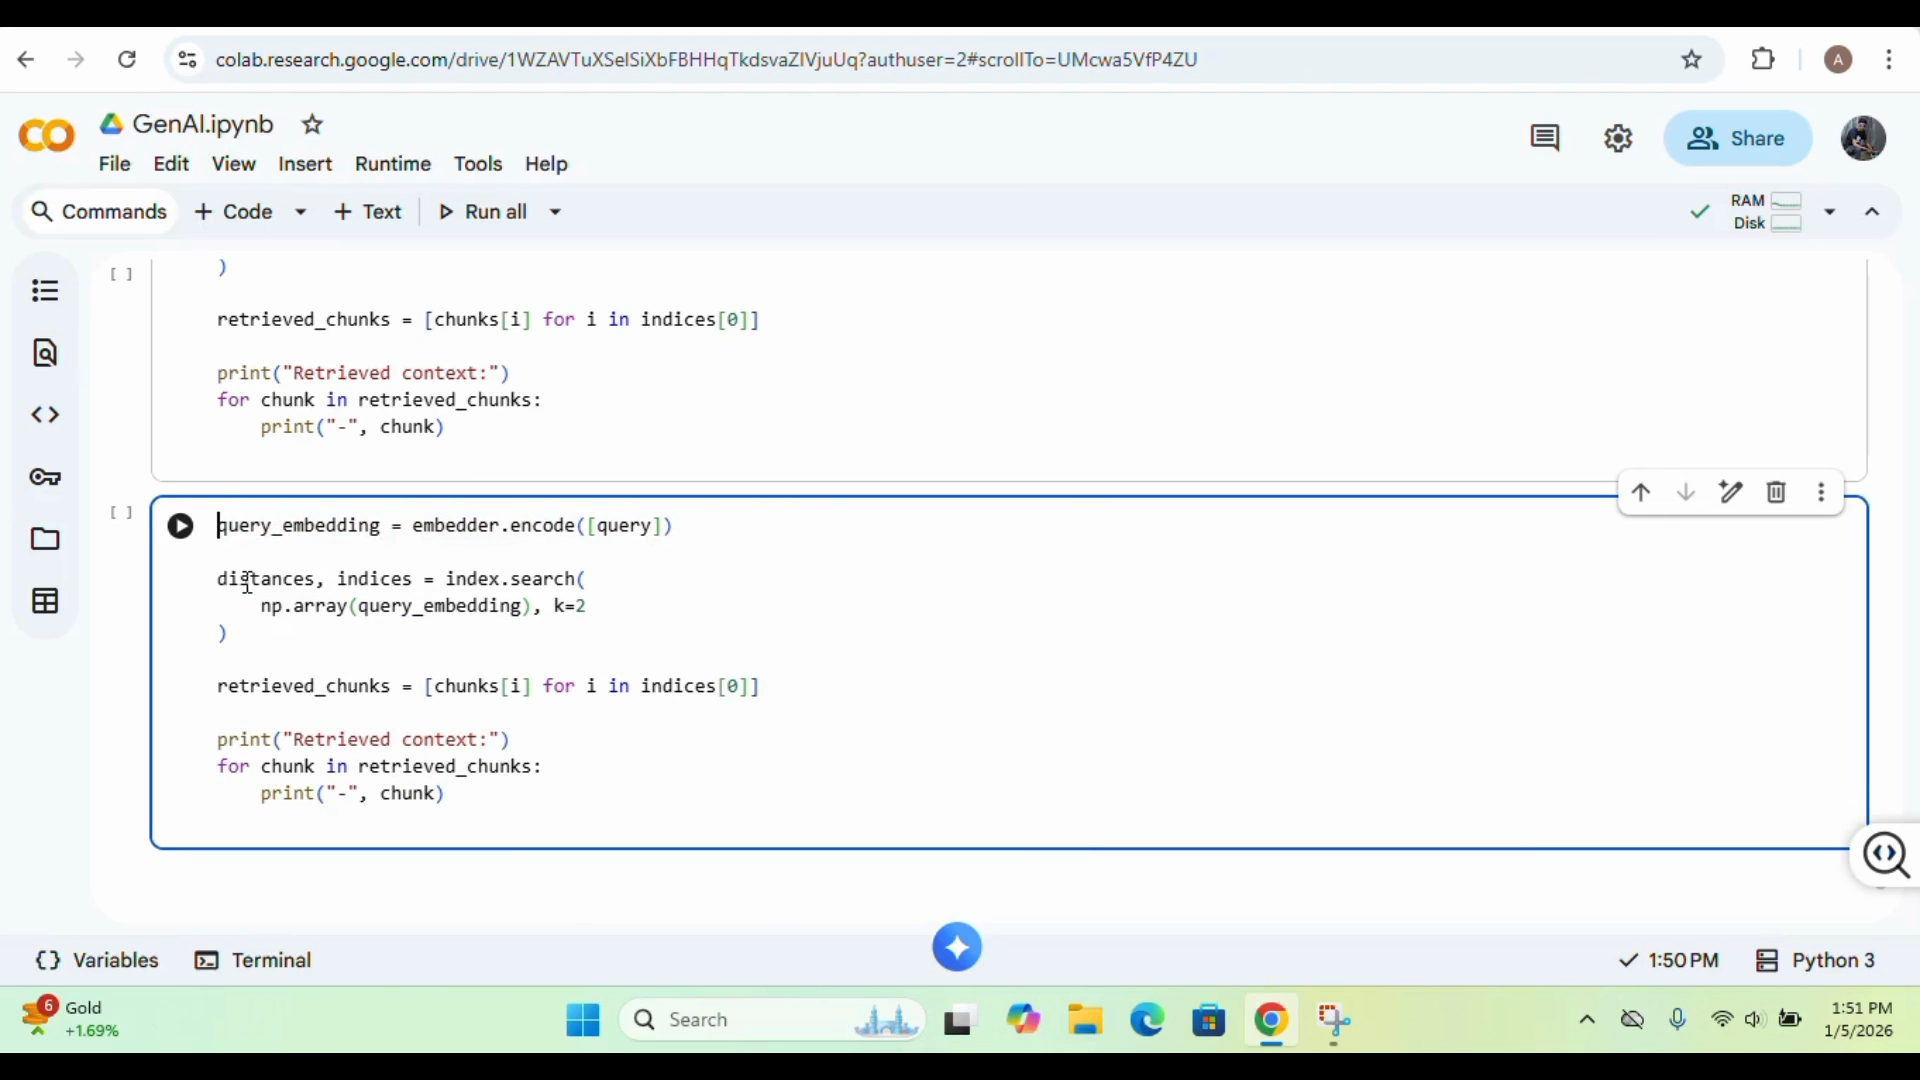 colab.research.google.com/drive/1WZAVTuXSelSiXbFBHHqTkdsvaZIVjuUq?authuser=2#scrollTo=UMcwa5VfP4ZU
A
GenAI.ipynb
File Edit View Insert Runtime Tools Help
Share
Commands + Code + Text Run all
RAM
Disk
[ ]
)
retrieved_chunks = [chunks[i] for i in indices[0]]
print("Retrieved context:")
for chunk in retrieved_chunks:
    print("-", chunk)
[ ]
query_embedding = embedder.encode([query])
distances, indices = index.search(
    np.array(query_embedding), k=2
)
retrieved_chunks = [chunks[i] for i in indices[0]]
print("Retrieved context:")
for chunk in retrieved_chunks:
    print("-", chunk)
Variables Terminal
1:50 PM Python 3
6
Gold
+1.69%
Search
1:51 PM
1/5/2026